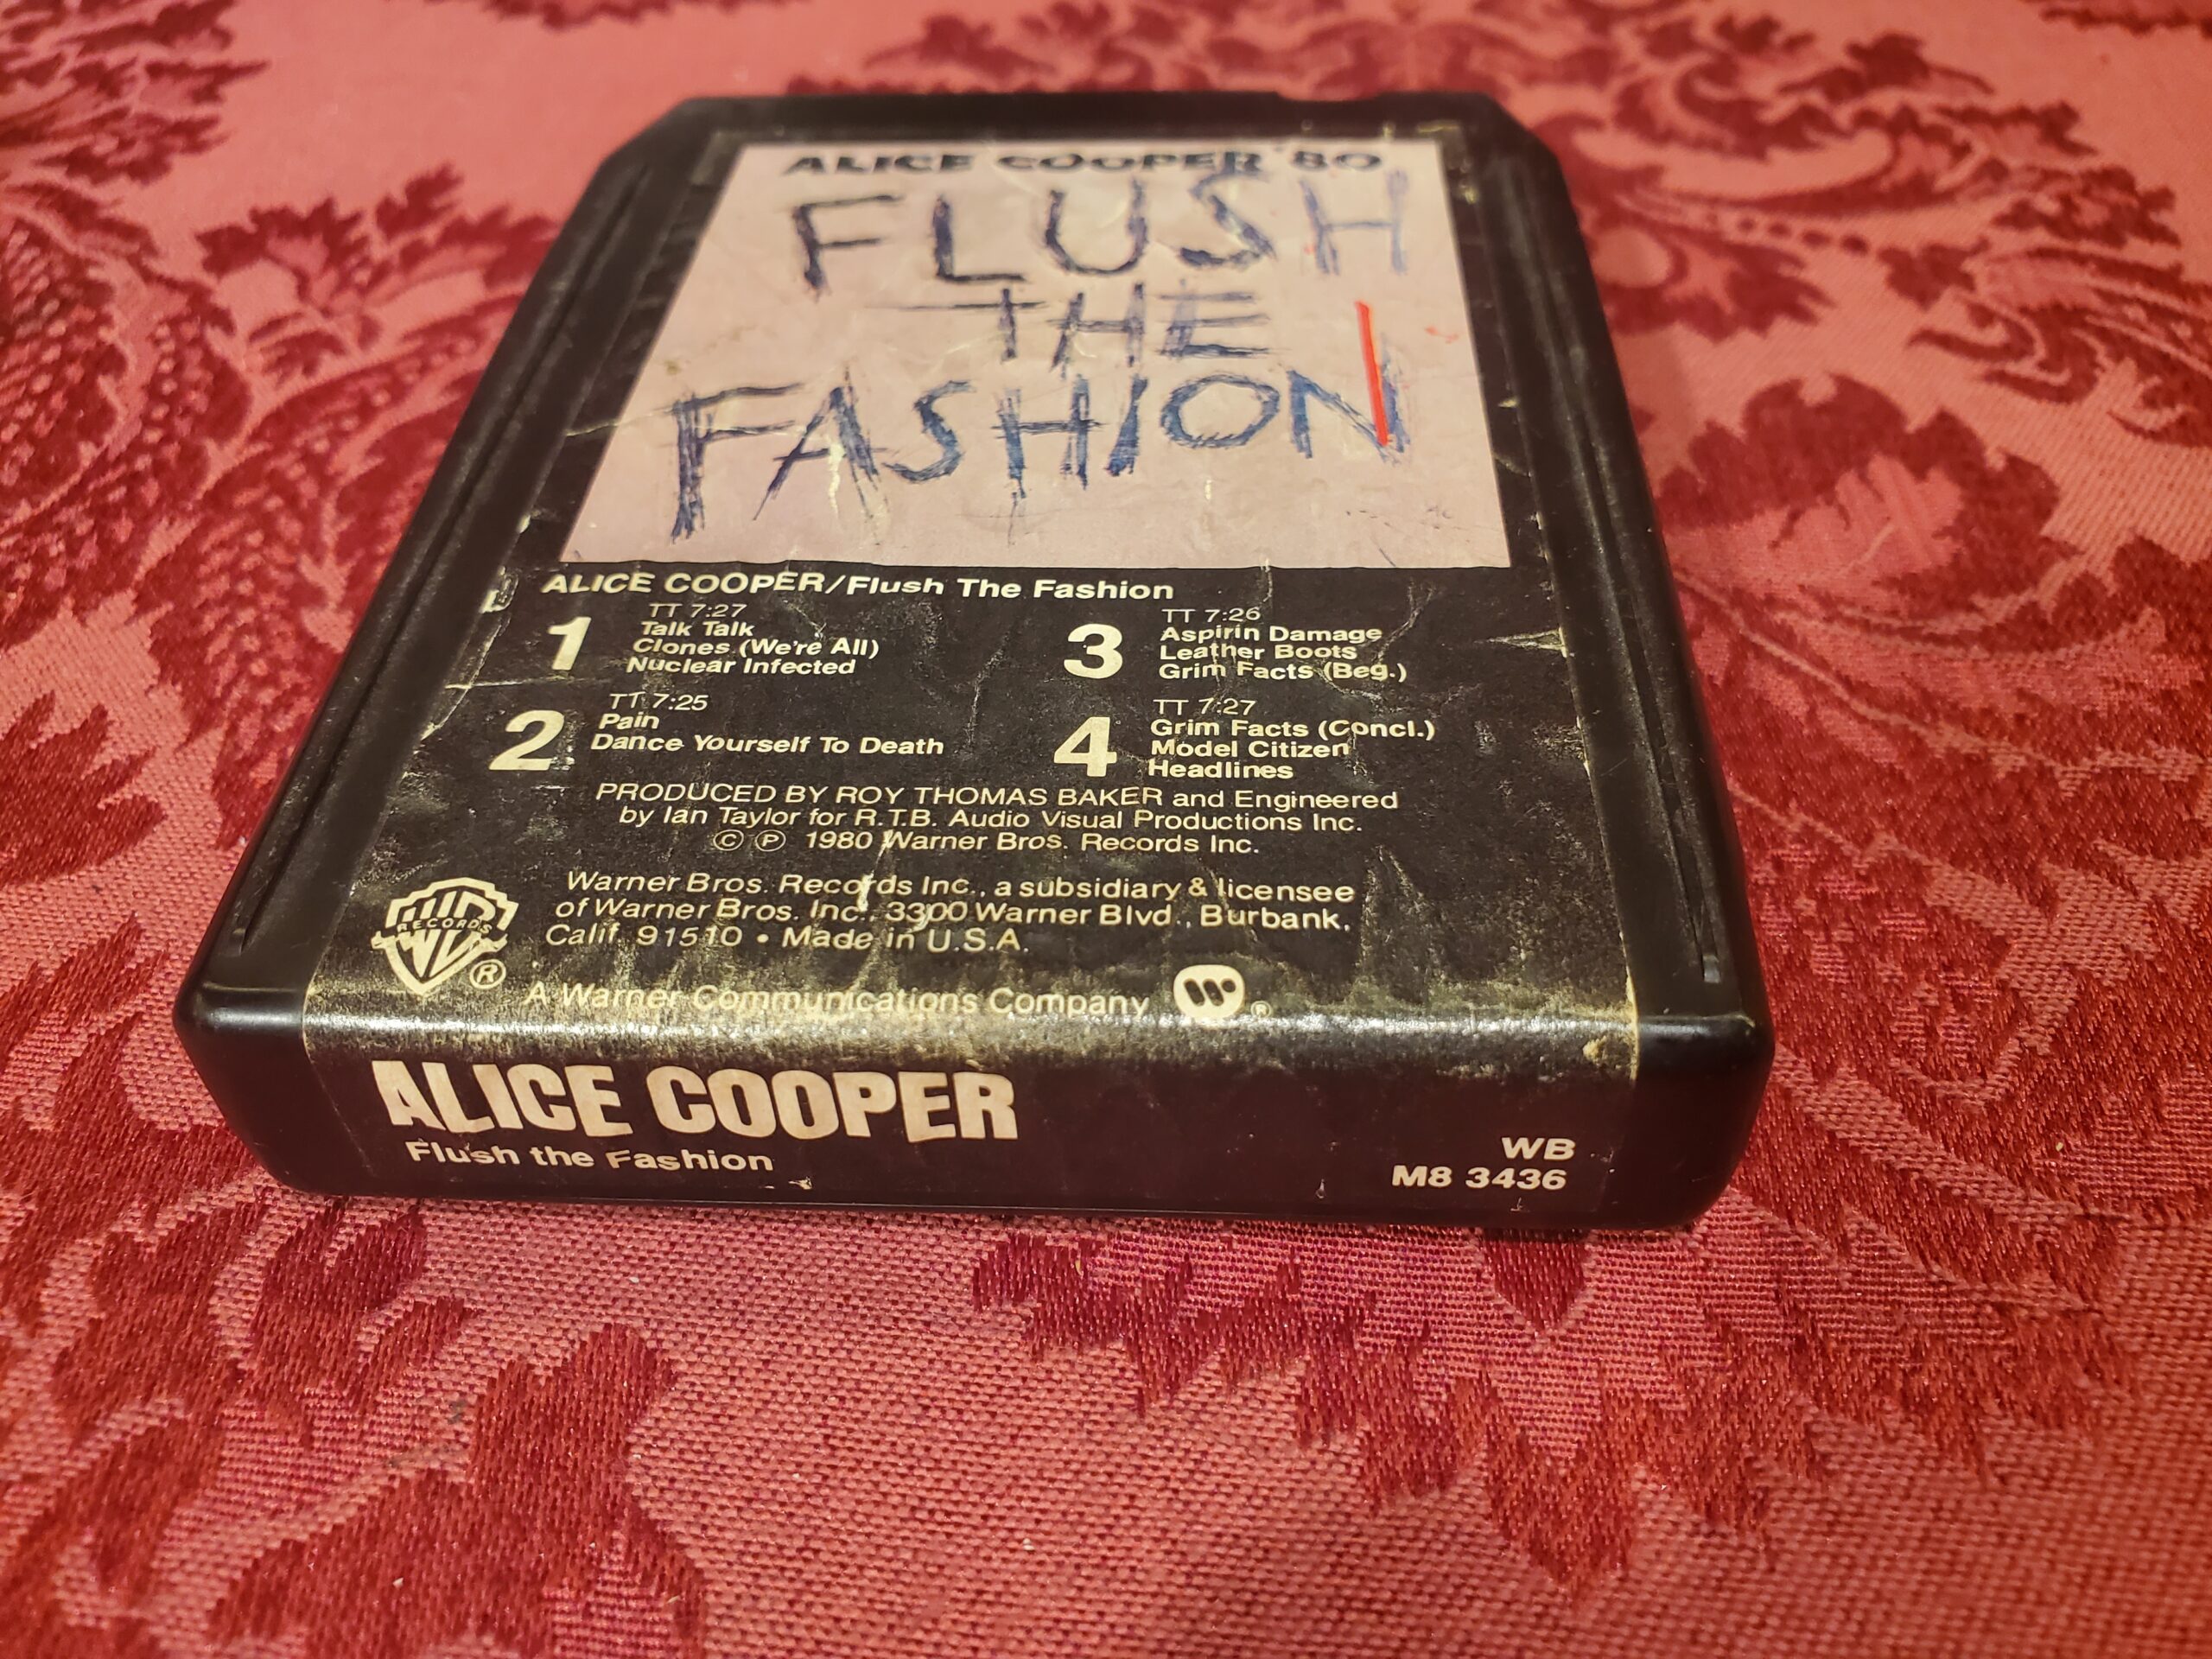 ALICE COOPER '80
FLUSH
THE
FASHION
ALICE COOPER/Flush The Fashion
1
TT 7:27
Talk Talk
Clones (We're All)
Nuclear Infected
2
TT 7:25
Pain
Dance Yourself To Death
3
TT 7:26
Aspirin Damage
Leather Boots
Grim Facts (Beg.)
4
TT 7:27
Grim Facts (Concl.)
Model Citizen
Headlines
PRODUCED BY ROY THOMAS BAKER and Engineered
by Ian Taylor for R.T.B. Audio Visual Productions Inc.
© ℗ 1980 Warner Bros. Records Inc.
Warner Bros. Records Inc., a subsidiary & licensee
of Warner Bros. Inc., 3300 Warner Blvd., Burbank,
Calif. 91510 • Made in U.S.A.
WB
RECORDS
®
A Warner Communications Company
®
ALICE COOPER
Flush the Fashion
WB
M8 3436